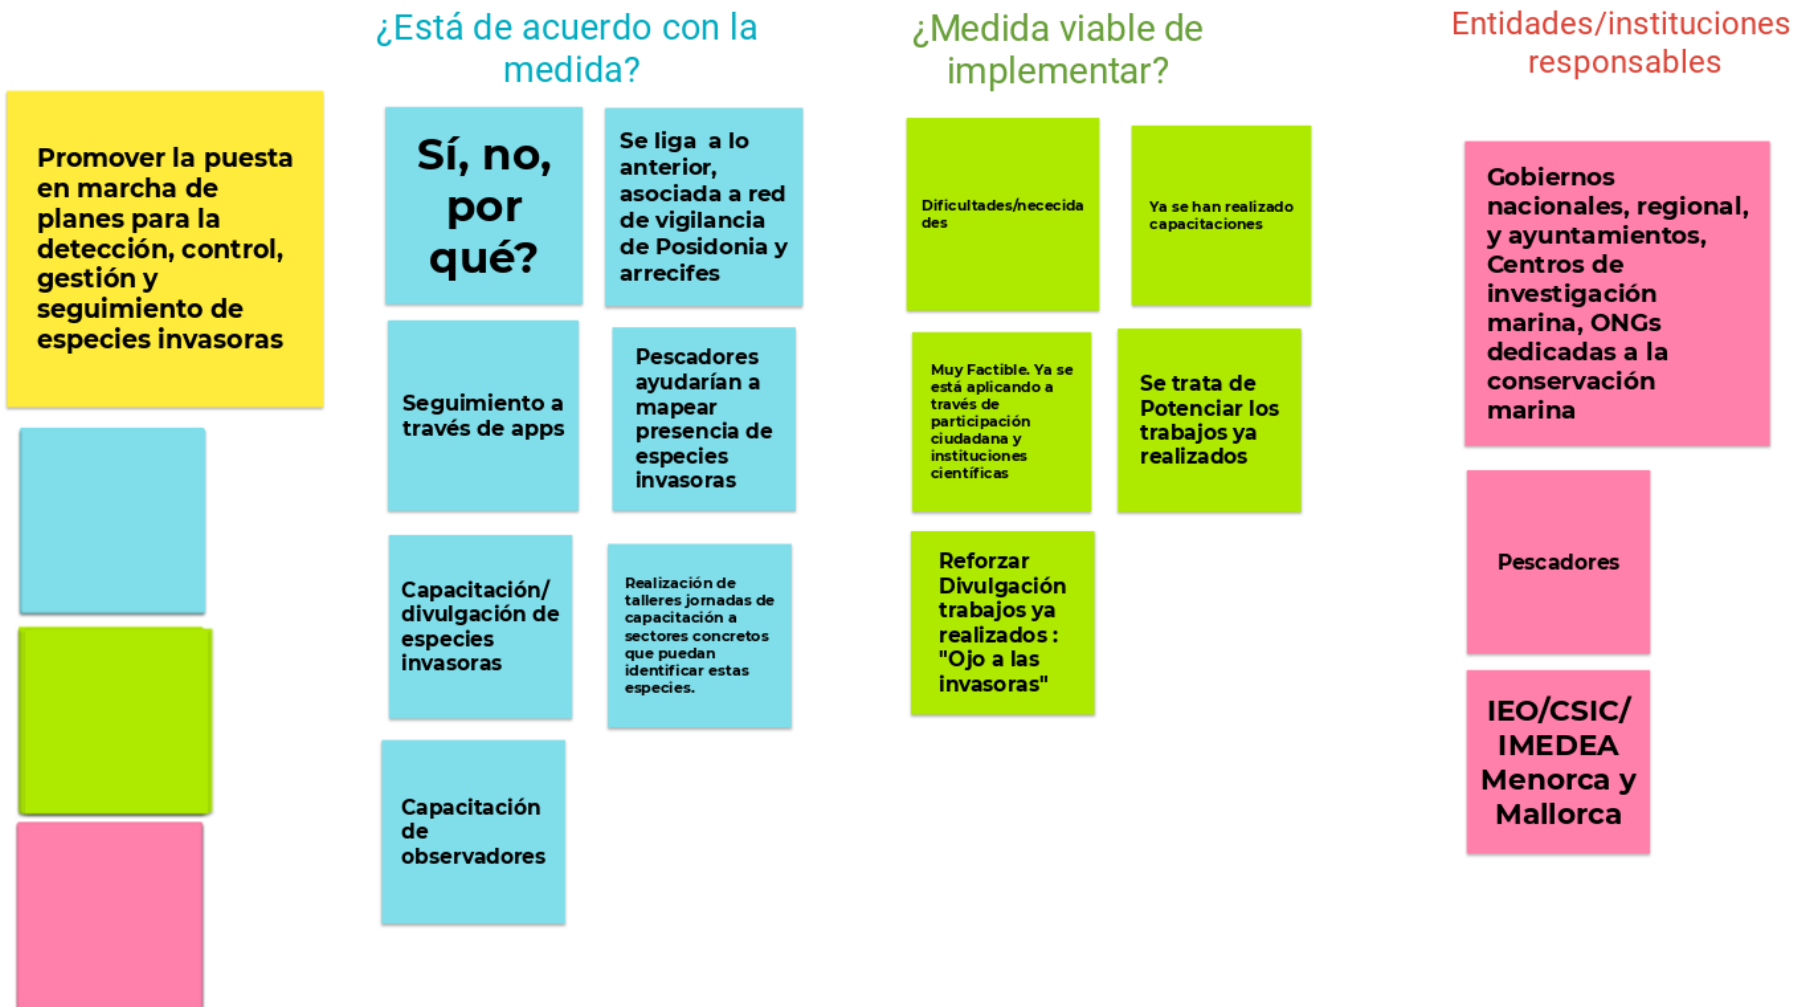 ¿Está de acuerdo con la
medida?
¿Medida viable de
implementar?
Entidades/instituciones
responsables
Promover la puesta
en marcha de
planes para la
detección, control,
gestión y
seguimiento de
especies invasoras
Sí, no,
por
qué?
Se liga a lo
anterior,
asociada a red
de vigilancia
de Posidonia y
arrecifes
Seguimiento a
través de apps
Pescadores
ayudarían a
mapear
presencia de
especies
invasoras
Capacitación/
divulgación de
especies
invasoras
Realización de
talleres jornadas de
capacitación a
sectores concretos
que puedan
identificar estas
especies.
Capacitación
de
observadores
Dificultades/nececida
des
Ya se han realizado
capacitaciones
Muy Factible. Ya se
está aplicando a
través de
participación
ciudadana y
instituciones
científicas
Se trata de
Potenciar los
trabajos ya
realizados
Reforzar
Divulgación
trabajos ya
realizados :
"Ojo a las
invasoras"
Gobiernos
nacionales, regional,
y ayuntamientos,
Centros de
investigación
marina, ONGs
dedicadas a la
conservación
marina
Pescadores
IEO/CSIC/
IMEDEA
Menorca y
Mallorca